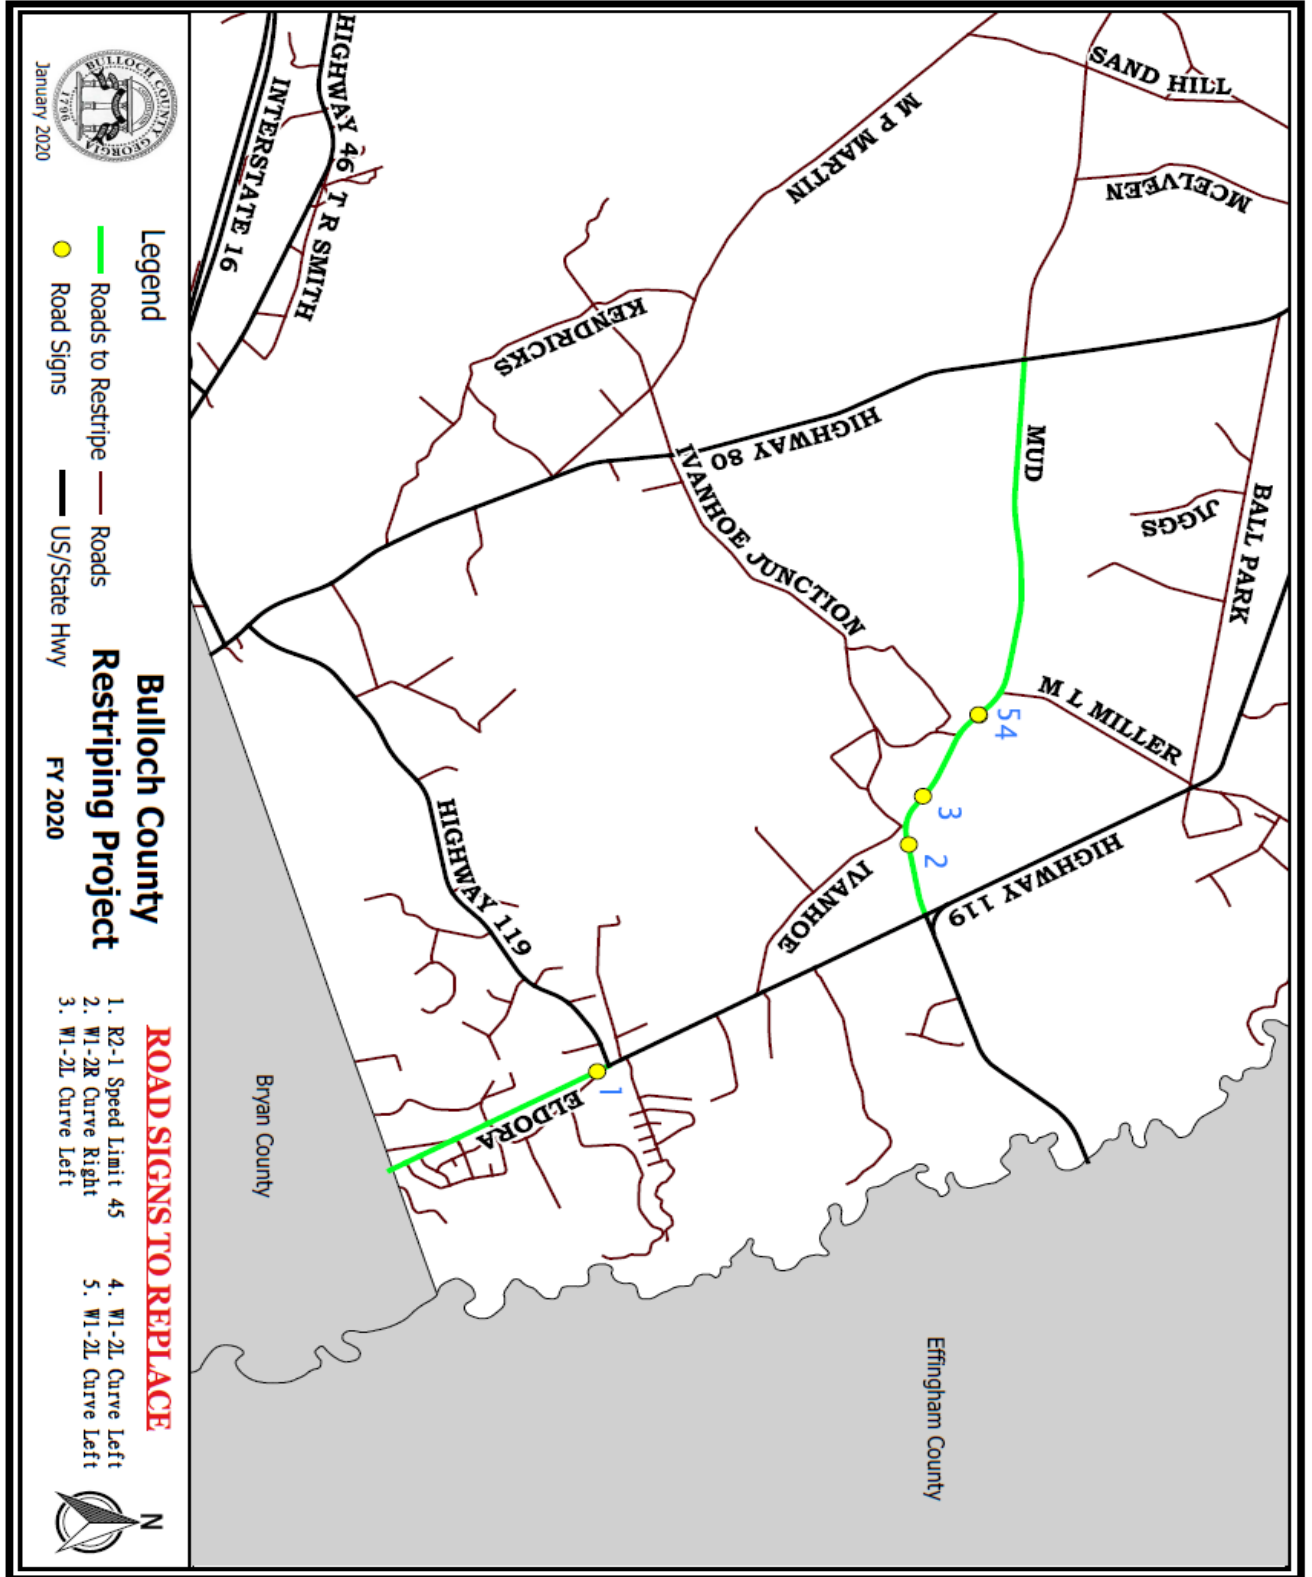 SAND HILL
MCELVEEN
M P MARTIN
HIGHWAY 46
T R SMITH
INTERSTATE 16
KENDRICKS
HIGHWAY 80
MUD
BALL PARK
JIGGS
IVANHOE JUNCTION
M L MILLER
54
3
2
HIGHWAY 119
IVANHOE
HIGHWAY 119
1
ELDORA
Bryan County
Effingham County
BULLOCH COUNTY GEORGIA
1796
January 2020
Legend
Roads to Restripe
Roads
Road Signs
US/State Hwy
Bulloch County
Restriping Project
FY 2020
ROAD SIGNS TO REPLACE
1. R2-1 Speed Limit 45
2. W1-2R Curve Right
3. W1-2L Curve Left
4. W1-2L Curve Left
5. W1-2L Curve Left
N